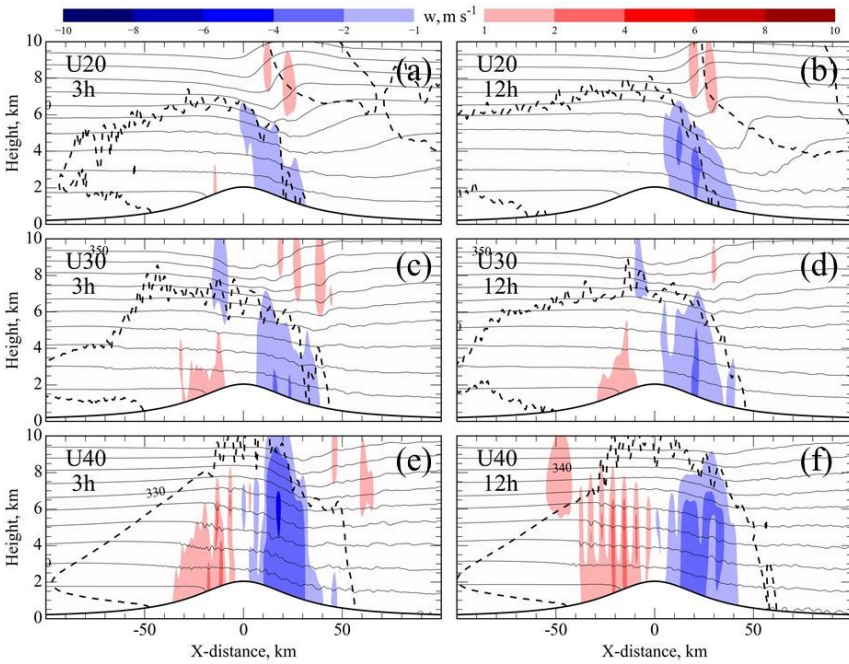 w, m s⁻¹
-10 -8 -6 -4 -2 -1 1 2 4 6 8 10
U20 3h (a)
U20 12h (b)
U30 3h (c)
350
U30 12h (d)
350
U40 3h (e)
330
U40 12h (f)
340
Height, km
10 8 6 4 2 0
Height, km
10 8 6 4 2 0
Height, km
10 8 6 4 2 0
-50 0 50
-50 0 50
X-distance, km
X-distance, km